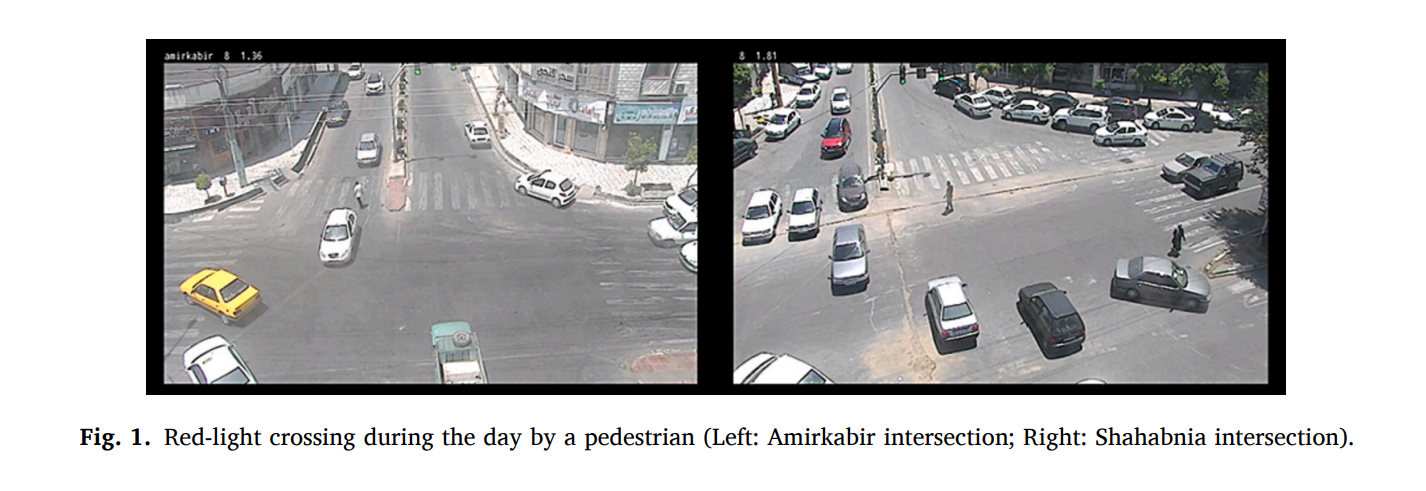 amirkabir 8 1.36
8 1.81
Fig. 1. Red-light crossing during the day by a pedestrian (Left: Amirkabir intersection; Right: Shahabnia intersection).